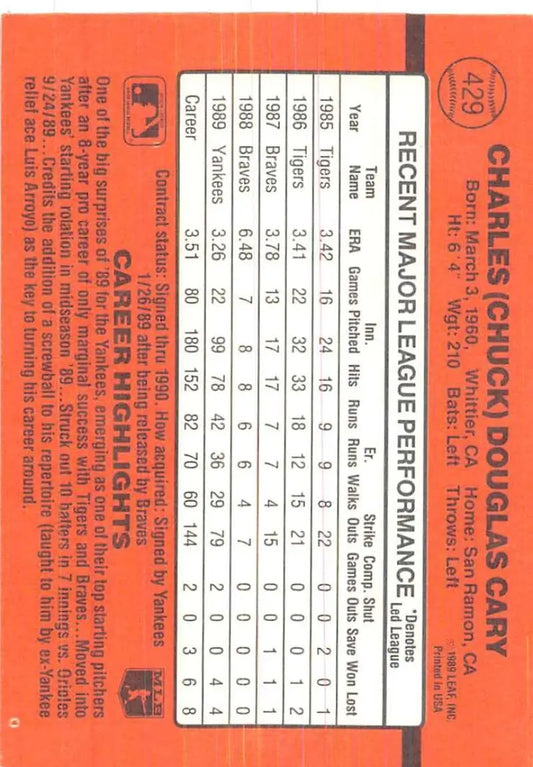 429
CHARLES (CHUCK) DOUGLAS CARY
Born: March 3, 1960, Whittier, CA Home: San Ramon, CA
Ht: 6'4" Wgt: 210 Bats: Left Throws: Left
© 1989 LEAF, INC.
Printed in USA
RECENT MAJOR LEAGUE PERFORMANCE *Denotes
Led League
Team Inn. Er. Strike Comp. Shut
Year Name ERA Games Pitched Hits Runs Runs Walks Outs Games Outs Save Won Lost
1985 Tigers 3.42 16 24 16 9 9 8 22 0 0 2 0 1
1986 Tigers 3.41 22 32 33 18 12 15 21 0 0 0 1 2
1987 Braves 3.78 13 17 17 7 7 4 15 0 0 1 1 1
1988 Braves 6.48 7 8 8 6 6 4 7 0 0 0 0 0
1989 Yankees 3.26 22 99 78 42 36 29 79 2 0 0 4 4
Career 3.51 80 180 152 82 70 60 144 2 0 3 6 8
Contract status: Signed thru 1990. How acquired: Signed by Yankees
1/26/89 after being released by Braves
MLB
CAREER HIGHLIGHTS
One of the big surprises of '89 for the Yankees, emerging as one of their top starting pitchers
after an 8-year pro career of only marginal success with Tigers and Braves...Moved into
Yankees' starting rotation in midseason '89...Struck out 10 batters in 7 innings vs. Orioles
9/24/89...Credits the addition of a screwball to his repertoire (taught to him by ex-Yankee
relief ace Luis Arroyo) as the key to turning his career around.